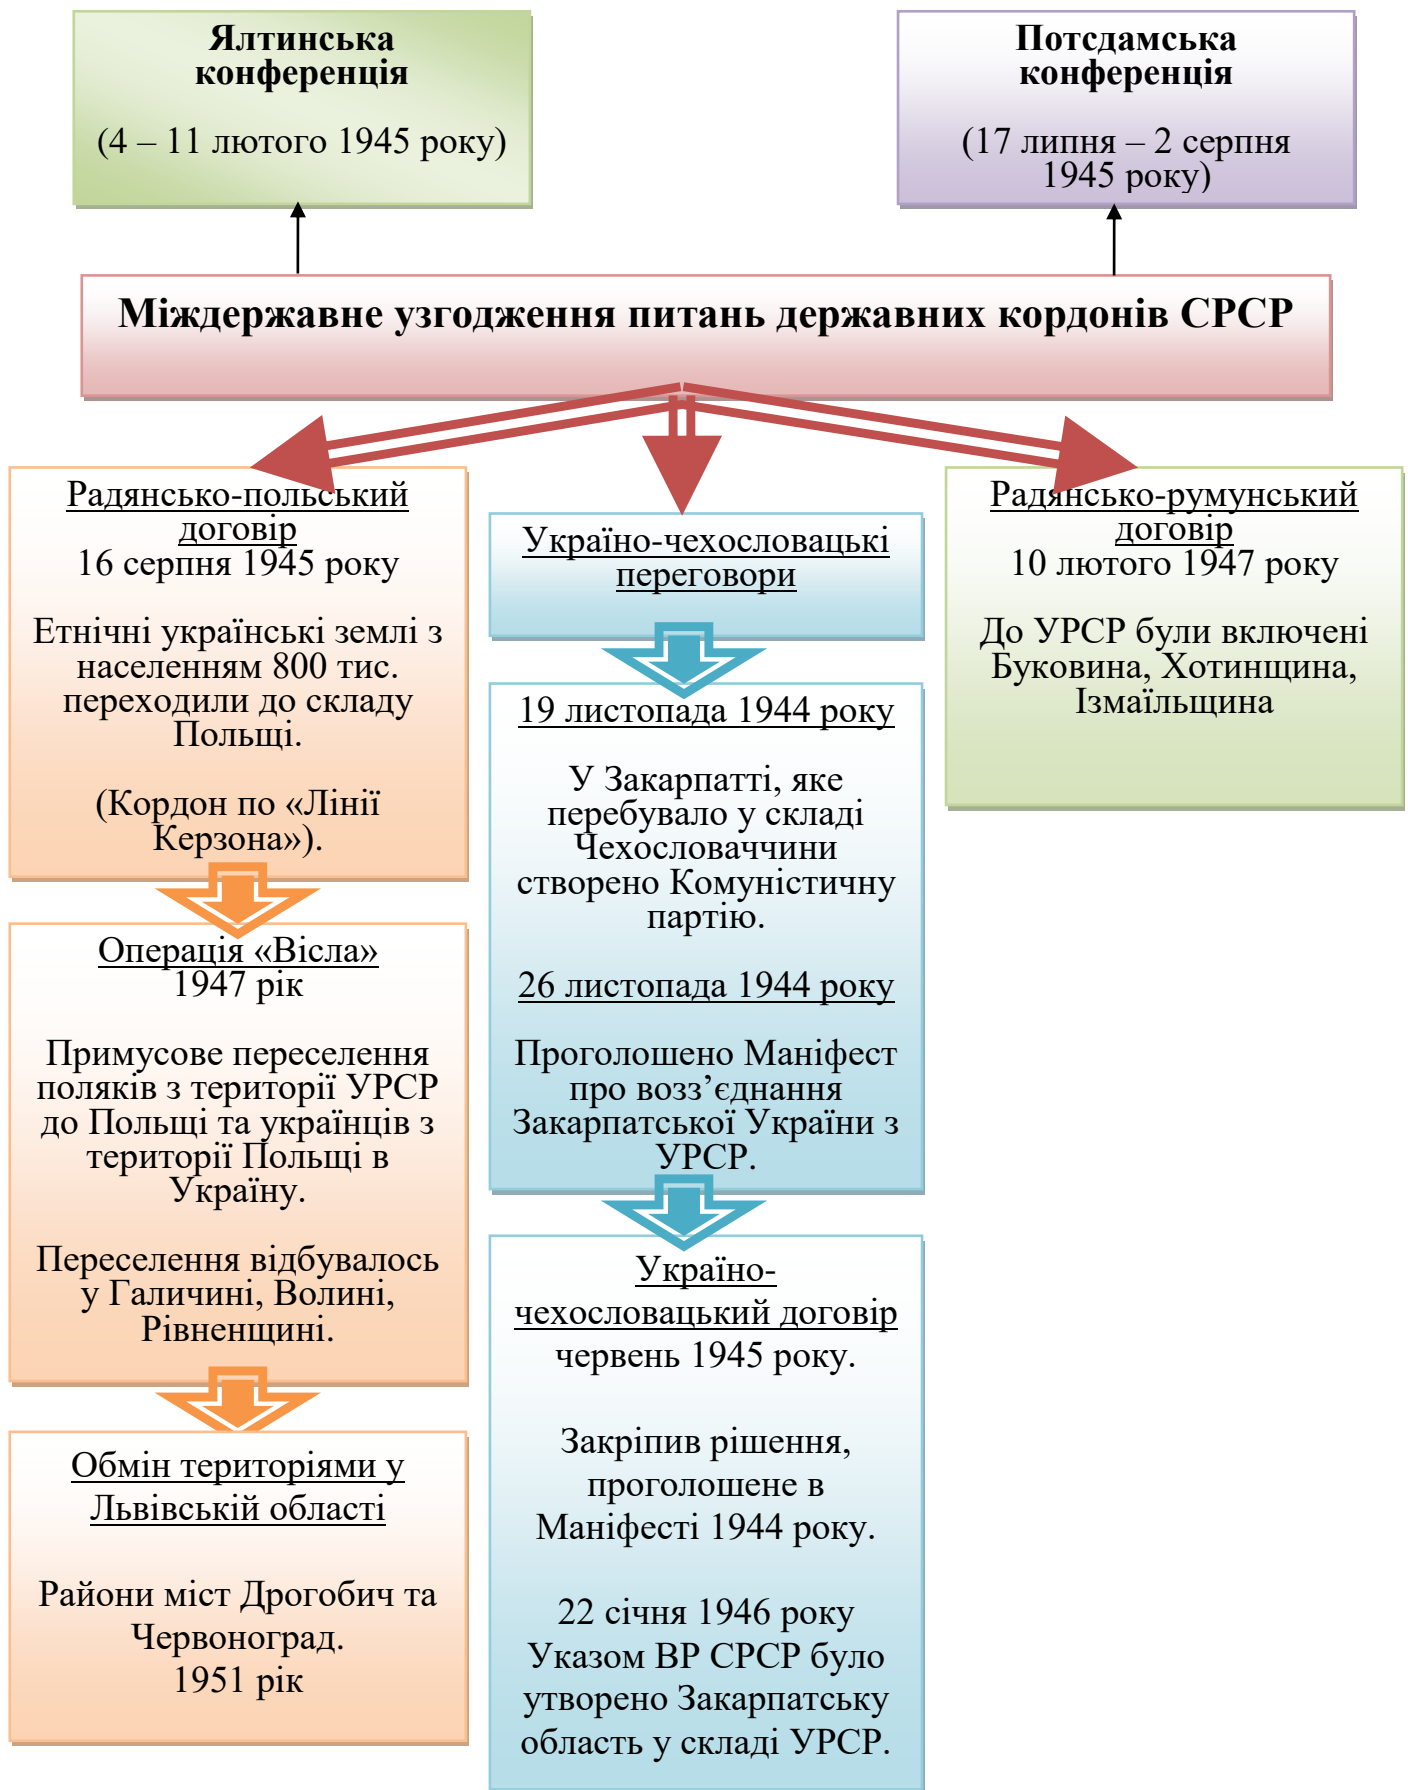 Ялтинська
конференція
(4 – 11 лютого 1945 року)
Потсдамська
конференція
(17 липня – 2 серпня
1945 року)
Міждержавне узгодження питань державних кордонів СРСР
Радянсько-польський
договір
16 серпня 1945 року
Етнічні українські землі з
населенням 800 тис.
переходили до складу
Польщі.
(Кордон по «Лінії
Керзона»).
Операція «Вісла»
1947 рік
Примусове переселення
поляків з території УРСР
до Польщі та українців з
території Польщі в
Україну.
Переселення відбувалось
у Галичині, Волині,
Рівненщині.
Обмін територіями у
Львівській області
Райони міст Дрогобич та
Червоноград.
1951 рік
Україно-чехословацькі
переговори
19 листопада 1944 року
У Закарпатті, яке
перебувало у складі
Чехословаччини
створено Комуністичну
партію.
26 листопада 1944 року
Проголошено Маніфест
про возз’єднання
Закарпатської України з
УРСР.
Україно-
чехословацький договір
червень 1945 року.
Закріпив рішення,
проголошене в
Маніфесті 1944 року.
22 січня 1946 року
Указом ВР СРСР було
утворено Закарпатську
область у складі УРСР.
Радянсько-румунський
договір
10 лютого 1947 року
До УРСР були включені
Буковина, Хотинщина,
Ізмаїльщина